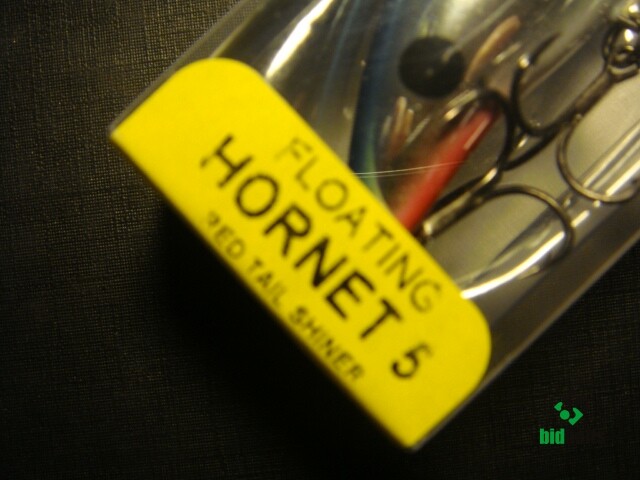 FLOATING
HORNET 5
RED TAIL SHINER
bid